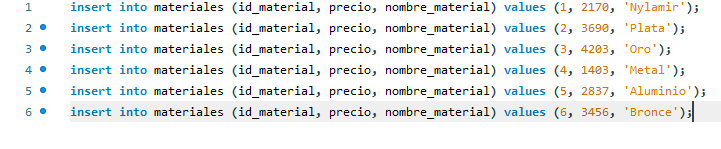 1 insert into materiales (id_material, precio, nombre_material) values (1, 2170, 'Nylamir');
2 insert into materiales (id_material, precio, nombre_material) values (2, 3690, 'Plata');
3 insert into materiales (id_material, precio, nombre_material) values (3, 4203, 'Oro');
4 insert into materiales (id_material, precio, nombre_material) values (4, 1403, 'Metal');
5 insert into materiales (id_material, precio, nombre_material) values (5, 2837, 'Aluminio');
6 insert into materiales (id_material, precio, nombre_material) values (6, 3456, 'Bronce');